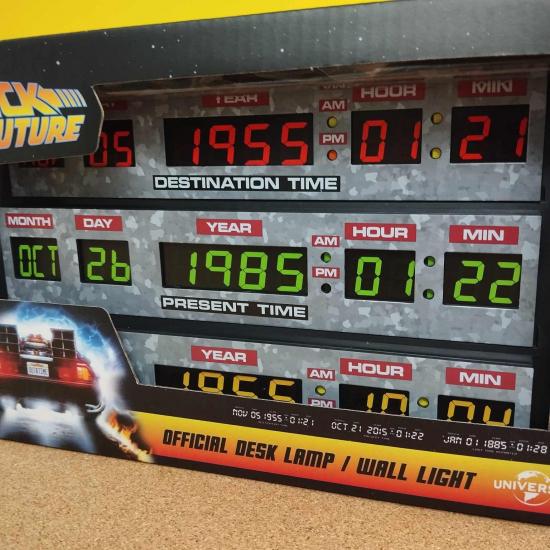 CK
UTURE
YEAR AM HOUR MIN
05 1955 PM 01 21
DESTINATION TIME
MONTH DAY YEAR AM HOUR MIN
OCT 26 1985 PM 01 22
PRESENT TIME
YEAR AM HOUR MIN
1955 PM 10 04
NOV 05 1955 01:21 OCT 21 2015 01:22 JAN 01 1885 01:28
OFFICIAL DESK LAMP / WALL LIGHT
UNIVERS